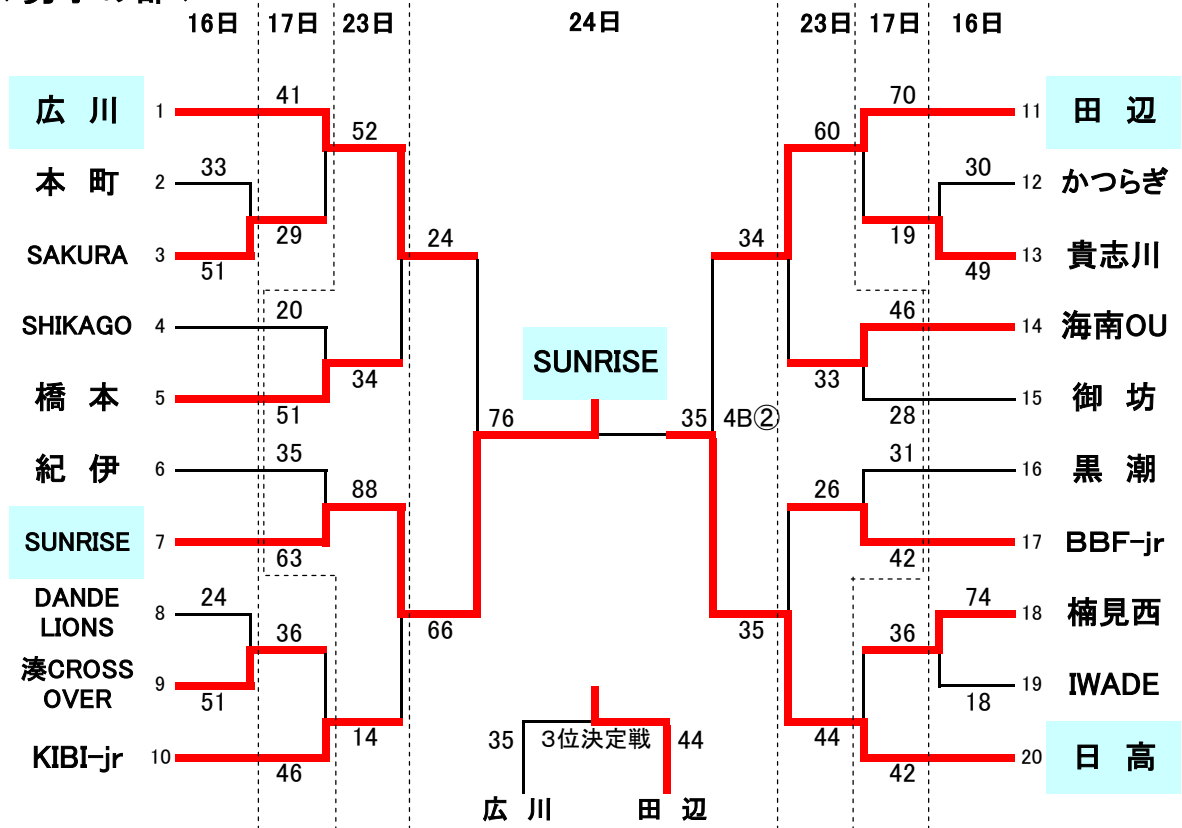 16日 17日 23日 24日 23日 17日 16日
広 川 1 41 70 11 田 辺
52 60
本 町 2 33 30 12 かつらぎ
29 24 34 19
SAKURA 3 51 49 13 貴志川
SHIKAGO 4 20 46 14 海南OU
SUNRISE
34 33
橋 本 5 51 28 15 御 坊
76 35 4B②
紀 伊 6 35 31 16 黒 潮
88 26
SUNRISE 7 63 42 17 BBF-jr
DANDE
LIONS 8 24 74 18 楠見西
36 66 35 36
湊CROSS
OVER 9 51 18 19 IWADE
14 35 3位決定戦 44 44
KIBI-jr 10 46 42 20 日 高
広 川 田 辺